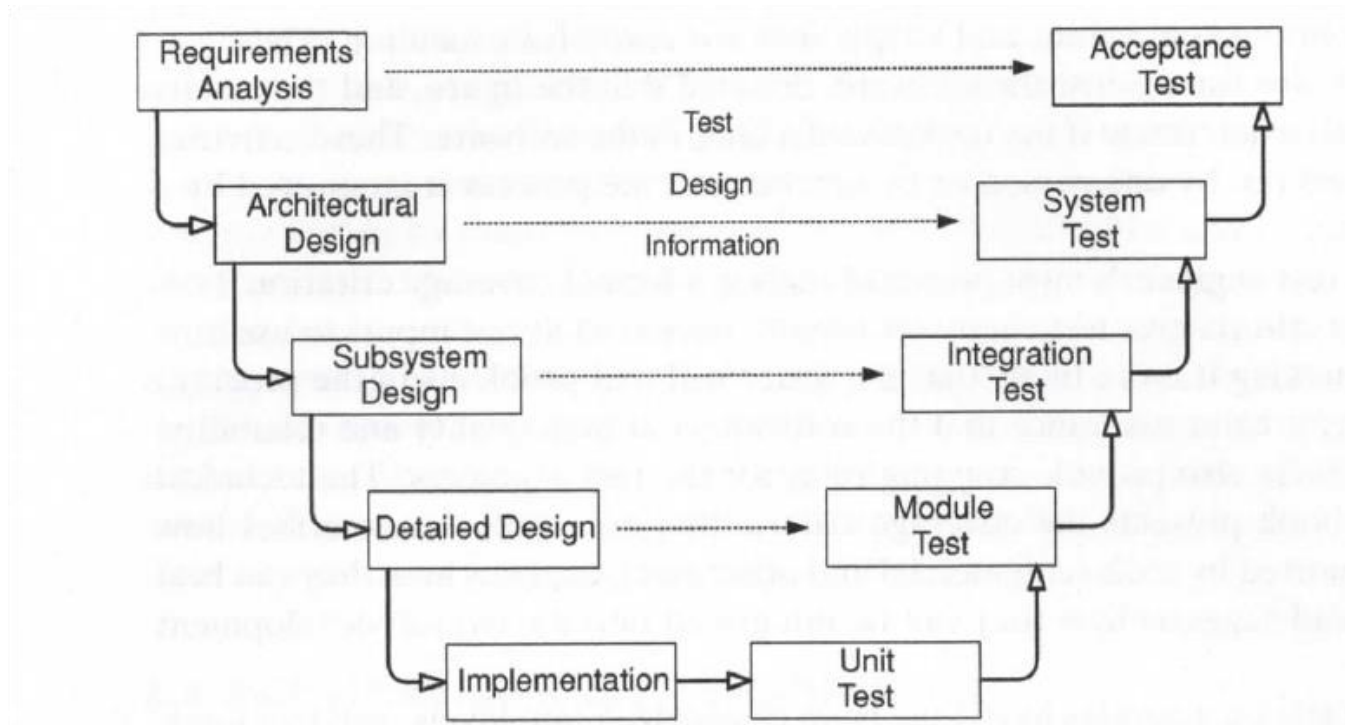 Requirements
Analysis
Acceptance
Test
Test
Design
Information
Architectural
Design
System
Test
Subsystem
Design
Integration
Test
Detailed Design
Module
Test
Implementation
Unit
Test